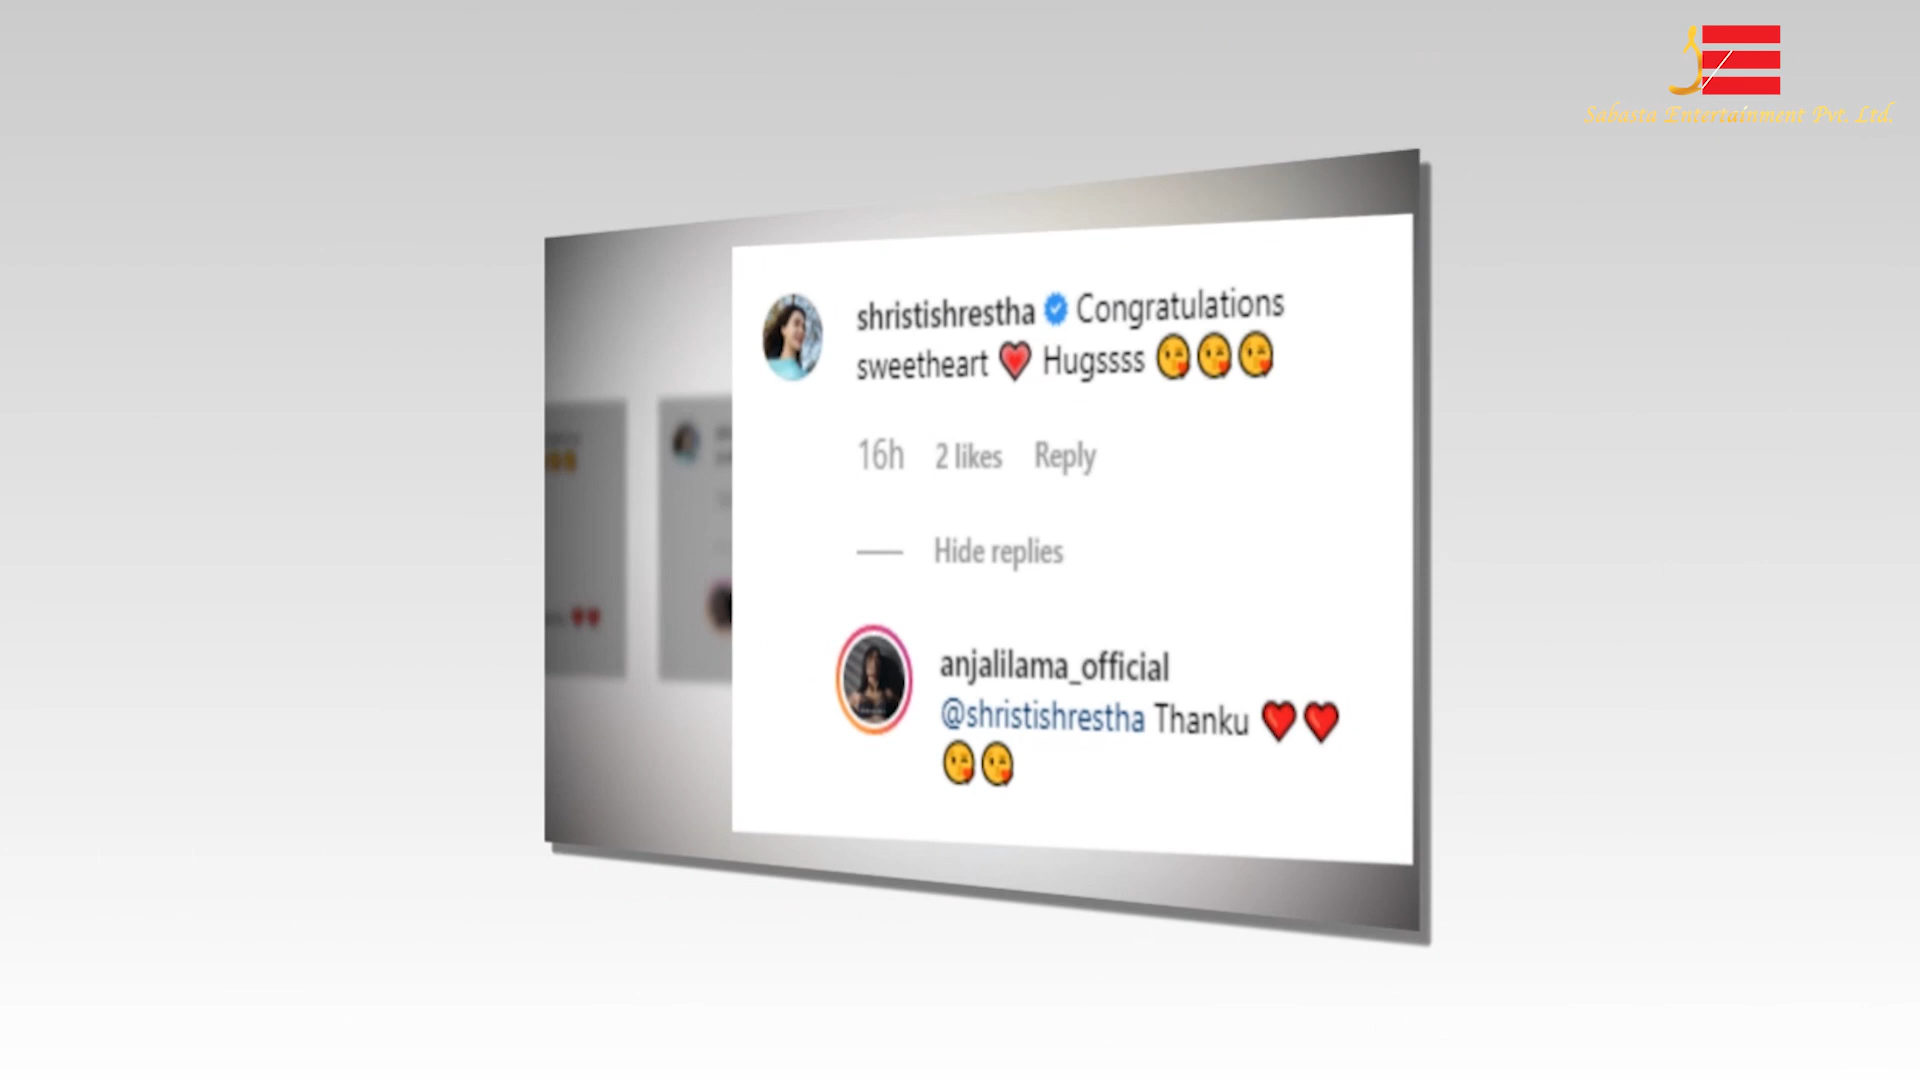 Sabasta Entertainment Pvt. Ltd.
shristishrestha Congratulations
sweetheart ❤️ Hugssss 😘😘😘
16h 2 likes Reply
Hide replies
anjalilama_official
@shristishrestha Thanku ❤️❤️
😘😘